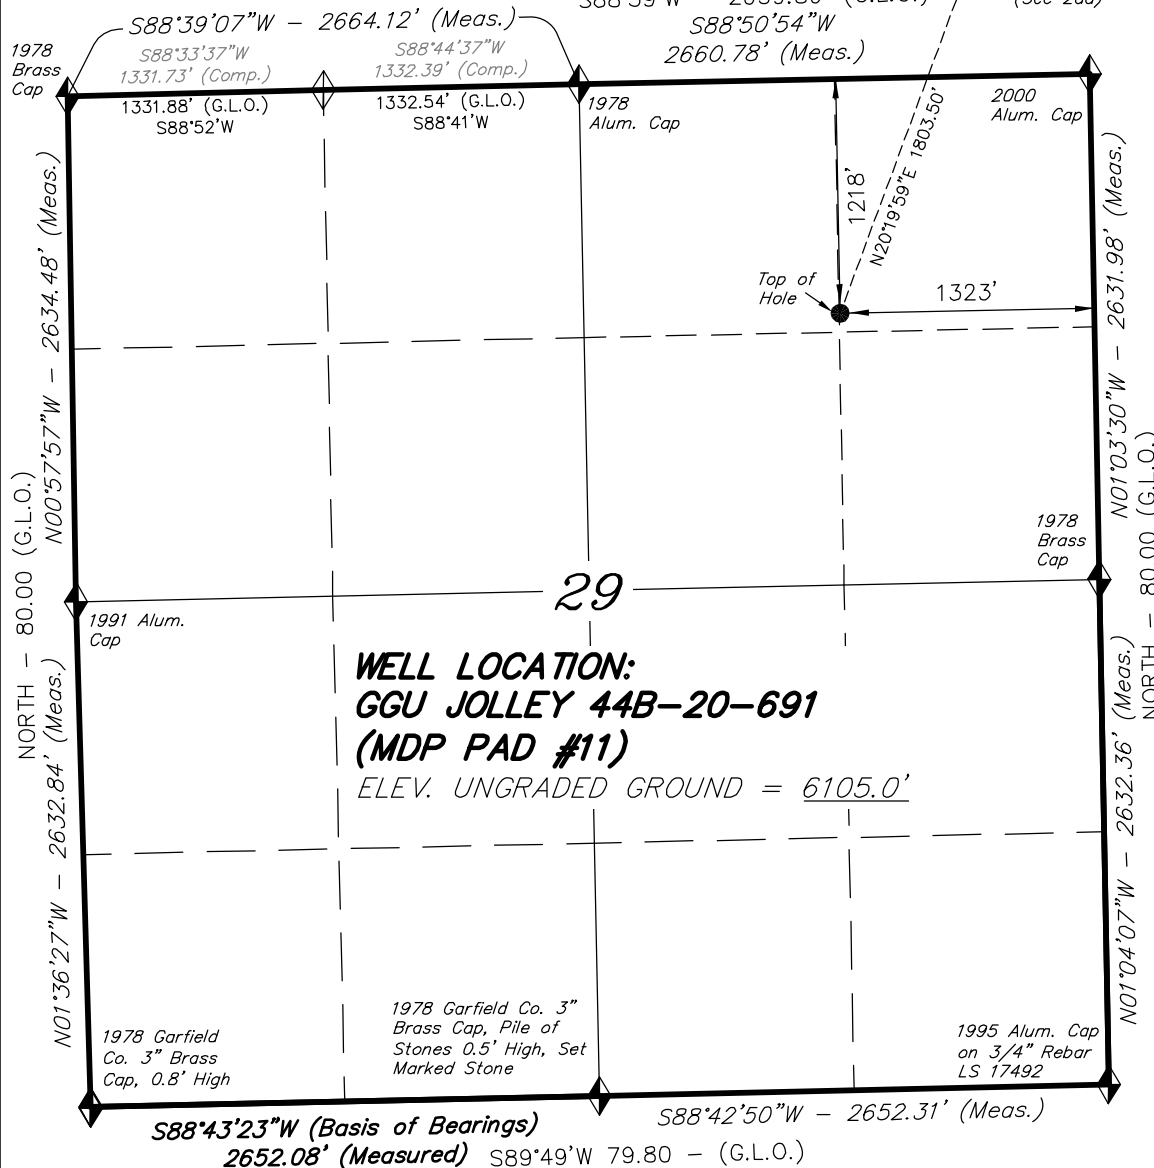 S88°39'07"W - 2664.12' (Meas.)
S88°50'54"W
2660.78' (Meas.)
1978
Brass
Cap
S88°33'37"W
1331.73' (Comp.)
S88°44'37"W
1332.39' (Comp.)
1331.88' (G.L.O.)
S88°52'W
1332.54' (G.L.O.)
S88°41'W
1978
Alum. Cap
2000
Alum. Cap
1218'
N20°19'59"E 1803.50'
Top of
Hole
1323'
N00°57'57"W - 2634.48' (Meas.)
N01°03'30"W - 2631.98' (Meas.)
NORTH - 80.00 (G.L.O.)
NORTH - 80.00 (G.L.O.)
1978
Brass
Cap
29
1991 Alum.
Cap
WELL LOCATION:
GGU JOLLEY 44B-20-691
(MDP PAD #11)
ELEV. UNGRADED GROUND = 6105.0'
N01°36'27"W - 2632.84' (Meas.)
N01°04'07"W - 2632.36' (Meas.)
1978 Garfield
Co. 3" Brass
Cap, 0.8' High
1978 Garfield Co. 3"
Brass Cap, Pile of
Stones 0.5' High, Set
Marked Stone
1995 Alum. Cap
on 3/4" Rebar
LS 17492
S88°43'23"W (Basis of Bearings)
2652.08' (Measured)
S88°42'50"W - 2652.31' (Meas.)
S89°49'W 79.80 - (G.L.O.)